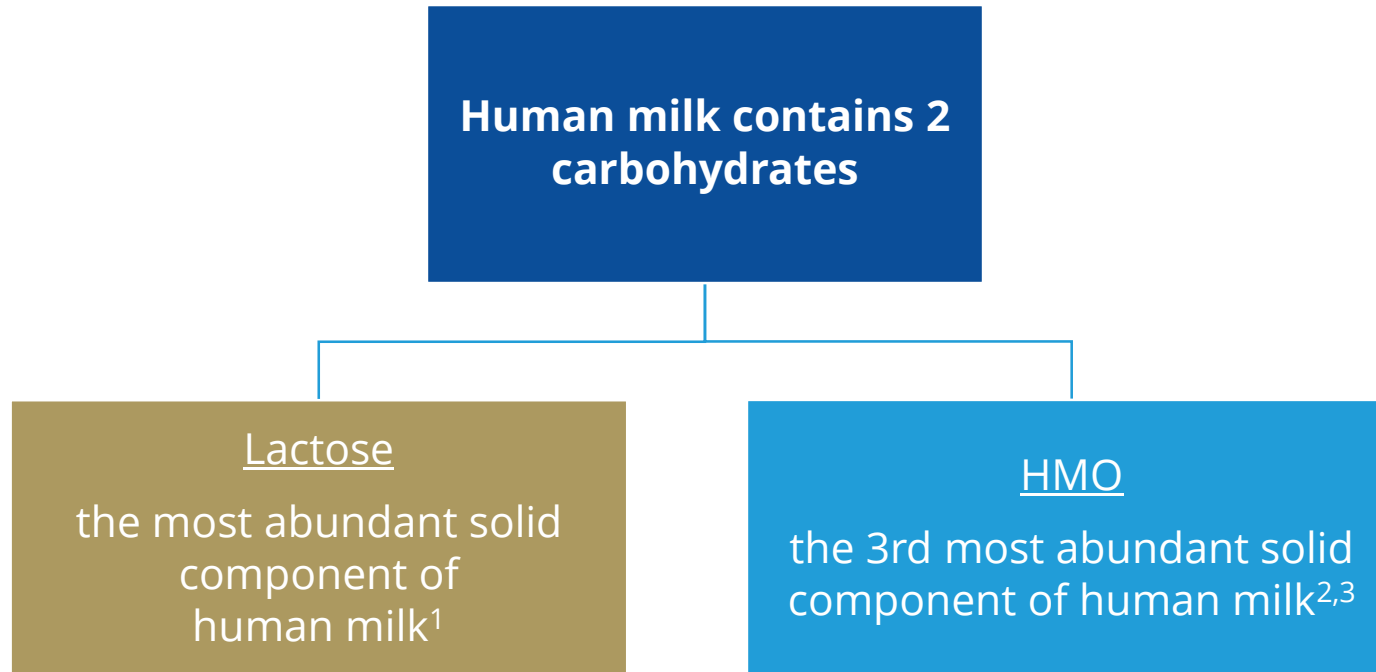 Human milk contains 2
carbohydrates
Lactose
the most abundant solid
component of
human milk1
HMO
the 3rd most abundant solid
component of human milk2,3